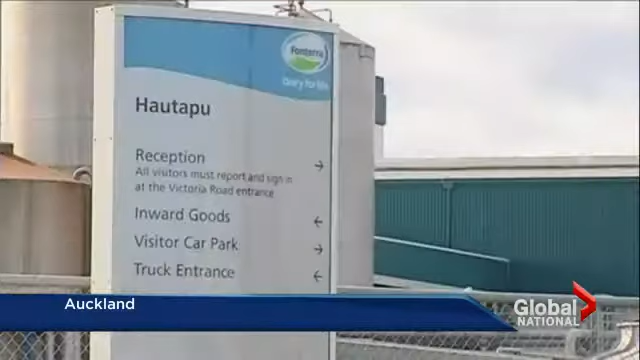 Fonterra
Dairy for life
Hautapu
Reception
All visitors must report and sign in
at the Victoria Road entrance
Inward Goods
Visitor Car Park
Truck Entrance
Auckland
Global
NATIONAL